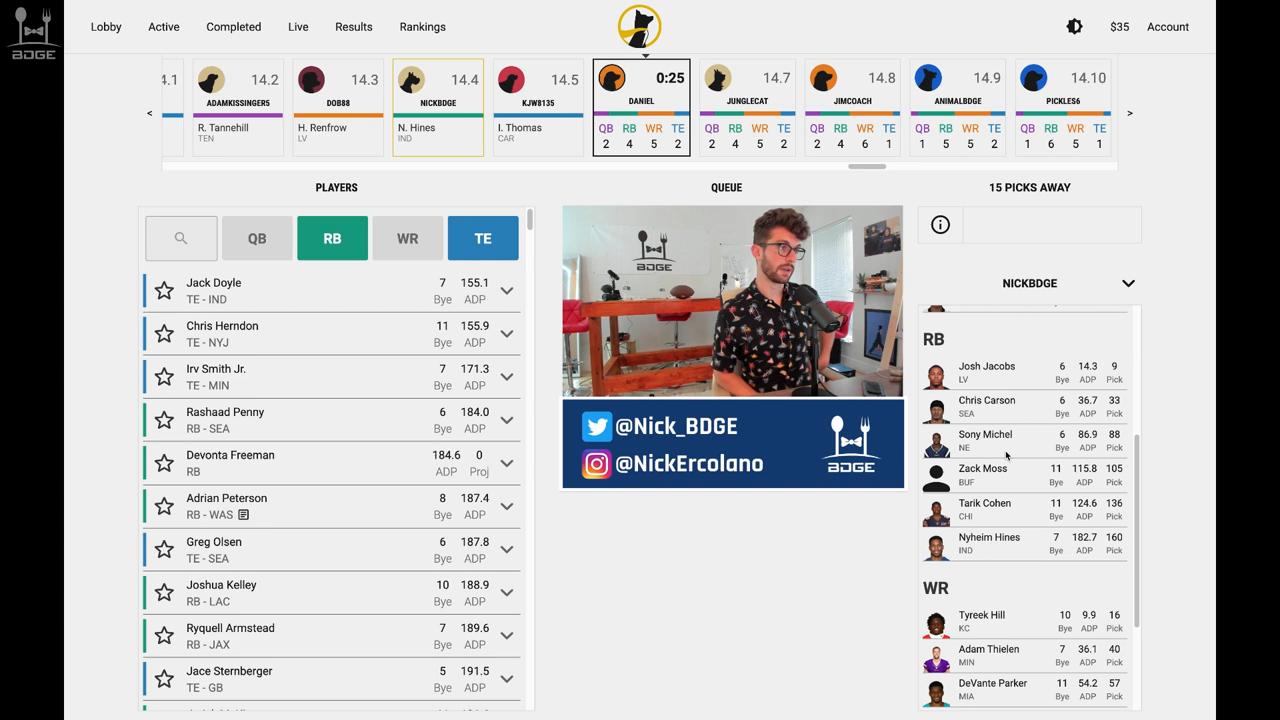 BDGE
Lobby
Active
Completed
Live
Results
Rankings
$35
Account
4.1
14.2
ADAMKISSINGER5
R. Tannehill
TEN
14.3
DOB88
H. Renfrow
LV
14.4
NICKBDGE
N. Hines
IND
14.5
KJW8135
I. Thomas
CAR
0:25
DANIEL
QB RB WR TE
2 4 5 2
14.7
JUNGLECAT
QB RB WR TE
2 4 5 2
14.8
JIMCOACH
QB RB WR TE
2 4 6 1
14.9
ANIMALBDGE
QB RB WR TE
1 5 5 2
14.10
PICKLES6
QB RB WR TE
1 6 5 1
<
>
PLAYERS
QB
RB
WR
TE
Jack Doyle 7 155.1
TE - IND Bye ADP
Chris Herndon 11 155.9
TE - NYJ Bye ADP
Irv Smith Jr. 7 171.3
TE - MIN Bye ADP
Rashaad Penny 6 184.0
RB - SEA Bye ADP
Devonta Freeman 184.6 0
RB ADP Proj
Adrian Peterson 8 187.4
RB - WAS Bye ADP
Greg Olsen 6 187.8
TE - SEA Bye ADP
Joshua Kelley 10 188.9
RB - LAC Bye ADP
Ryquell Armstead 7 189.6
RB - JAX Bye ADP
Jace Sternberger 5 191.5
TE - GB Bye ADP
QUEUE
BDGE
BDGE
@Nick_BDGE
@NickErcolano
BDGE
15 PICKS AWAY
NICKBDGE
RB
Josh Jacobs 6 14.3 9
LV Bye ADP Pick
Chris Carson 6 36.7 33
SEA Bye ADP Pick
Sony Michel 6 86.9 88
NE Bye ADP Pick
Zack Moss 11 115.8 105
BUF Bye ADP Pick
Tarik Cohen 11 124.6 136
CHI Bye ADP Pick
Nyheim Hines 7 182.7 160
IND Bye ADP Pick
WR
Tyreek Hill 10 9.9 16
KC Bye ADP Pick
Adam Thielen 7 36.1 40
MIN Bye ADP Pick
DeVante Parker 11 54.2 57
MIA Bye ADP Pick